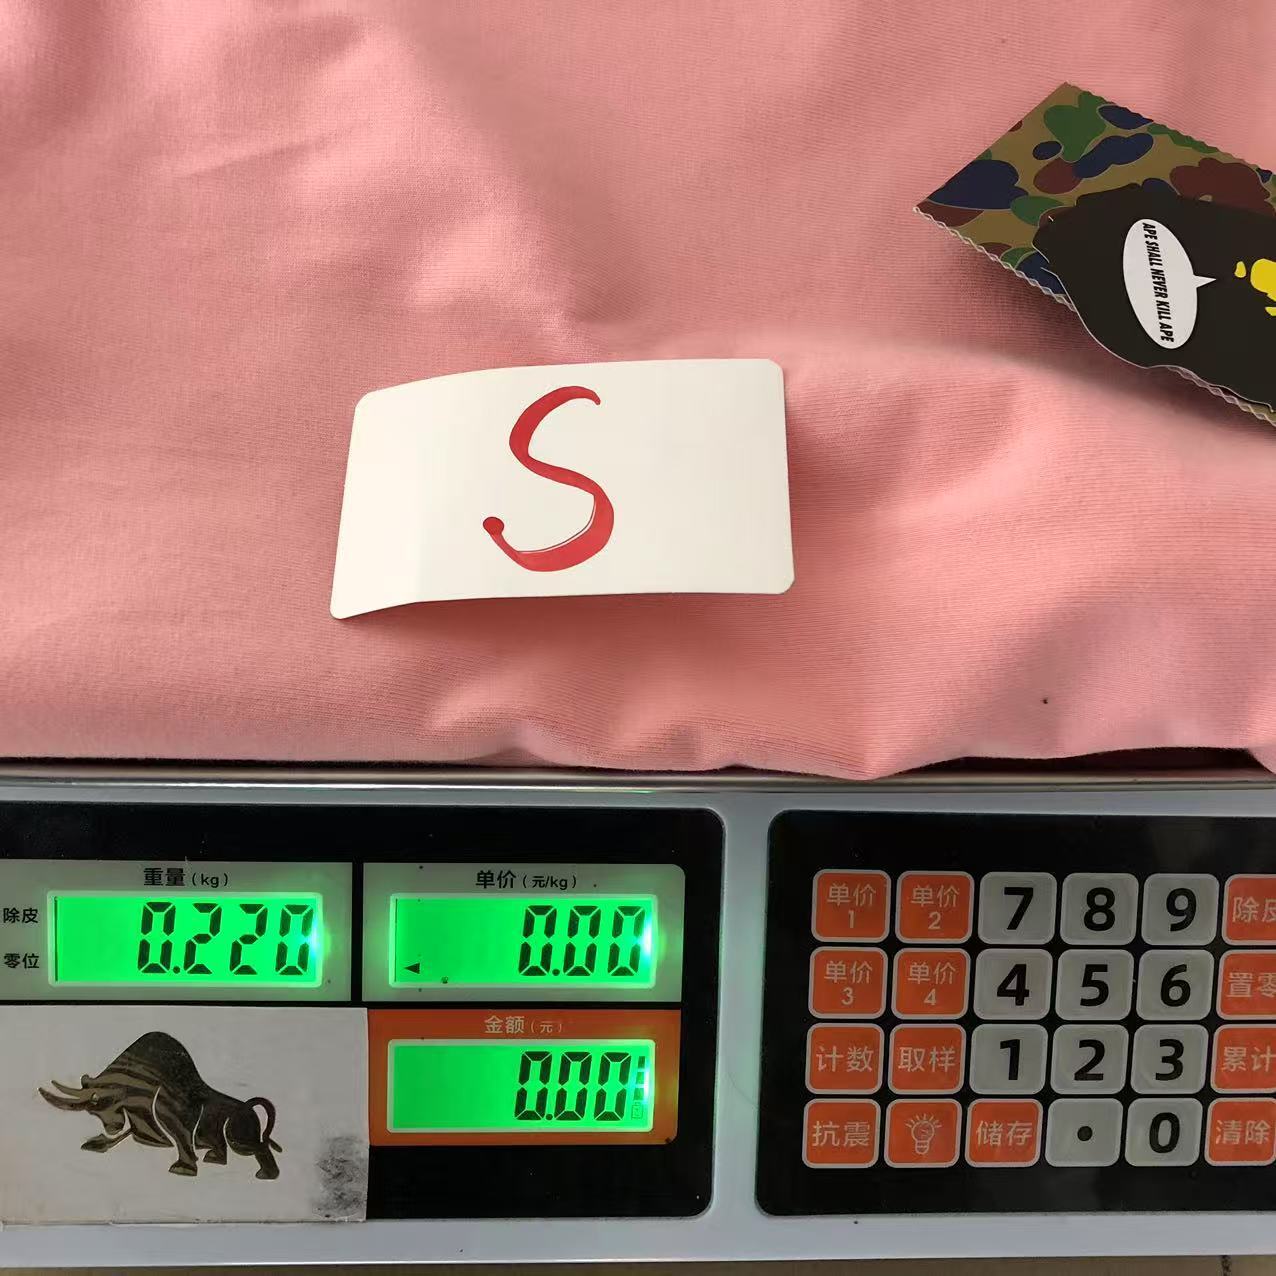 APE SHALL NEVER KILL APE
S
重量(kg)
除皮
零位
0.220
单价(元/kg)
0.00
金额(元)
0.00
单价 1
单价 2
7
8
9
除皮
单价 3
单价 4
4
5
6
置零
计数
取样
1
2
3
累计
抗震
储存
.
0
清除